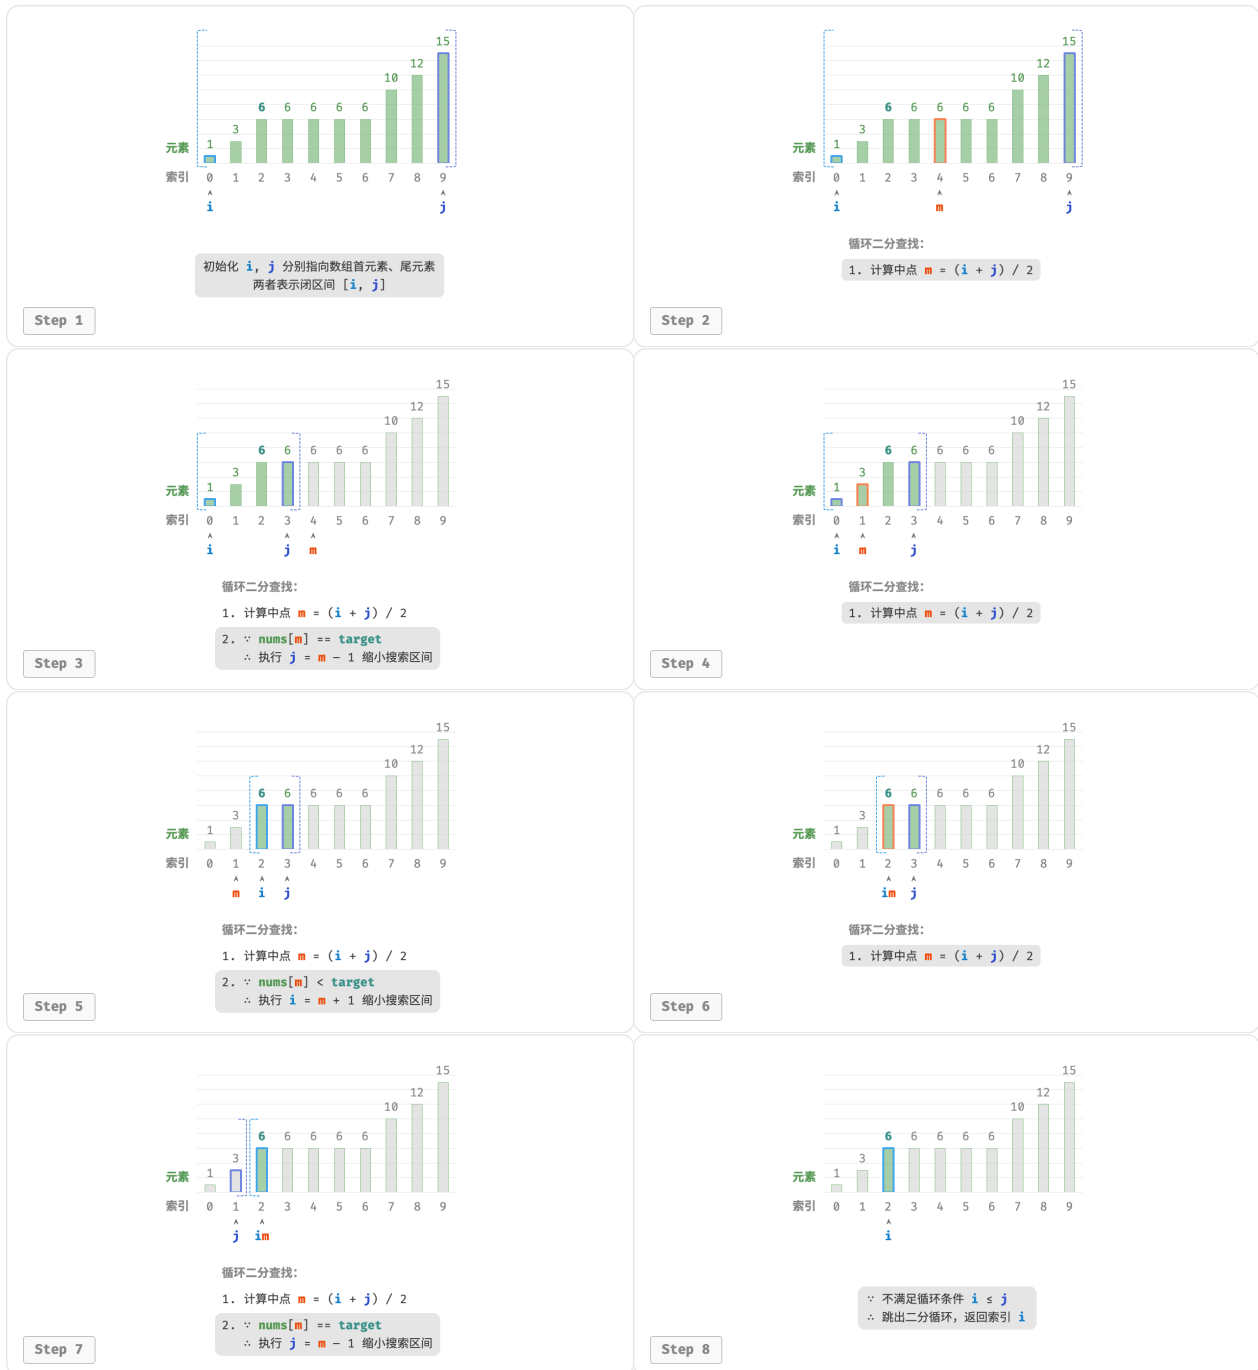 15
12
10
6 6 6 6 6
3
元素 1
索引 0 1 2 3 4 5 6 7 8 9
i j
初始化 i, j 分别指向数组首元素、尾元素
两者表示闭区间 [i, j]
Step 1
15
12
10
6 6 6 6 6
3
元素 1
索引 0 1 2 3 4 5 6 7 8 9
i m j
循环二分查找：
1. 计算中点 m = (i + j) / 2
Step 2
15
12
10
6 6 6 6 6
3
元素 1
索引 0 1 2 3 4 5 6 7 8 9
i j m
循环二分查找：
1. 计算中点 m = (i + j) / 2
2. ∵ nums[m] == target
∴ 执行 j = m − 1 缩小搜索区间
Step 3
15
12
10
6 6 6 6 6
3
元素 1
索引 0 1 2 3 4 5 6 7 8 9
i m j
循环二分查找：
1. 计算中点 m = (i + j) / 2
Step 4
15
12
10
6 6 6 6 6
3
元素 1
索引 0 1 2 3 4 5 6 7 8 9
m i j
循环二分查找：
1. 计算中点 m = (i + j) / 2
2. ∵ nums[m] < target
∴ 执行 i = m + 1 缩小搜索区间
Step 5
15
12
10
6 6 6 6 6
3
元素 1
索引 0 1 2 3 4 5 6 7 8 9
im j
循环二分查找：
1. 计算中点 m = (i + j) / 2
Step 6
15
12
10
6 6 6 6 6
3
元素 1
索引 0 1 2 3 4 5 6 7 8 9
j im
循环二分查找：
1. 计算中点 m = (i + j) / 2
2. ∵ nums[m] == target
∴ 执行 j = m − 1 缩小搜索区间
Step 7
15
12
10
6 6 6 6 6
3
元素 1
索引 0 1 2 3 4 5 6 7 8 9
i
∵ 不满足循环条件 i ≤ j
∴ 跳出二分循环，返回索引 i
Step 8